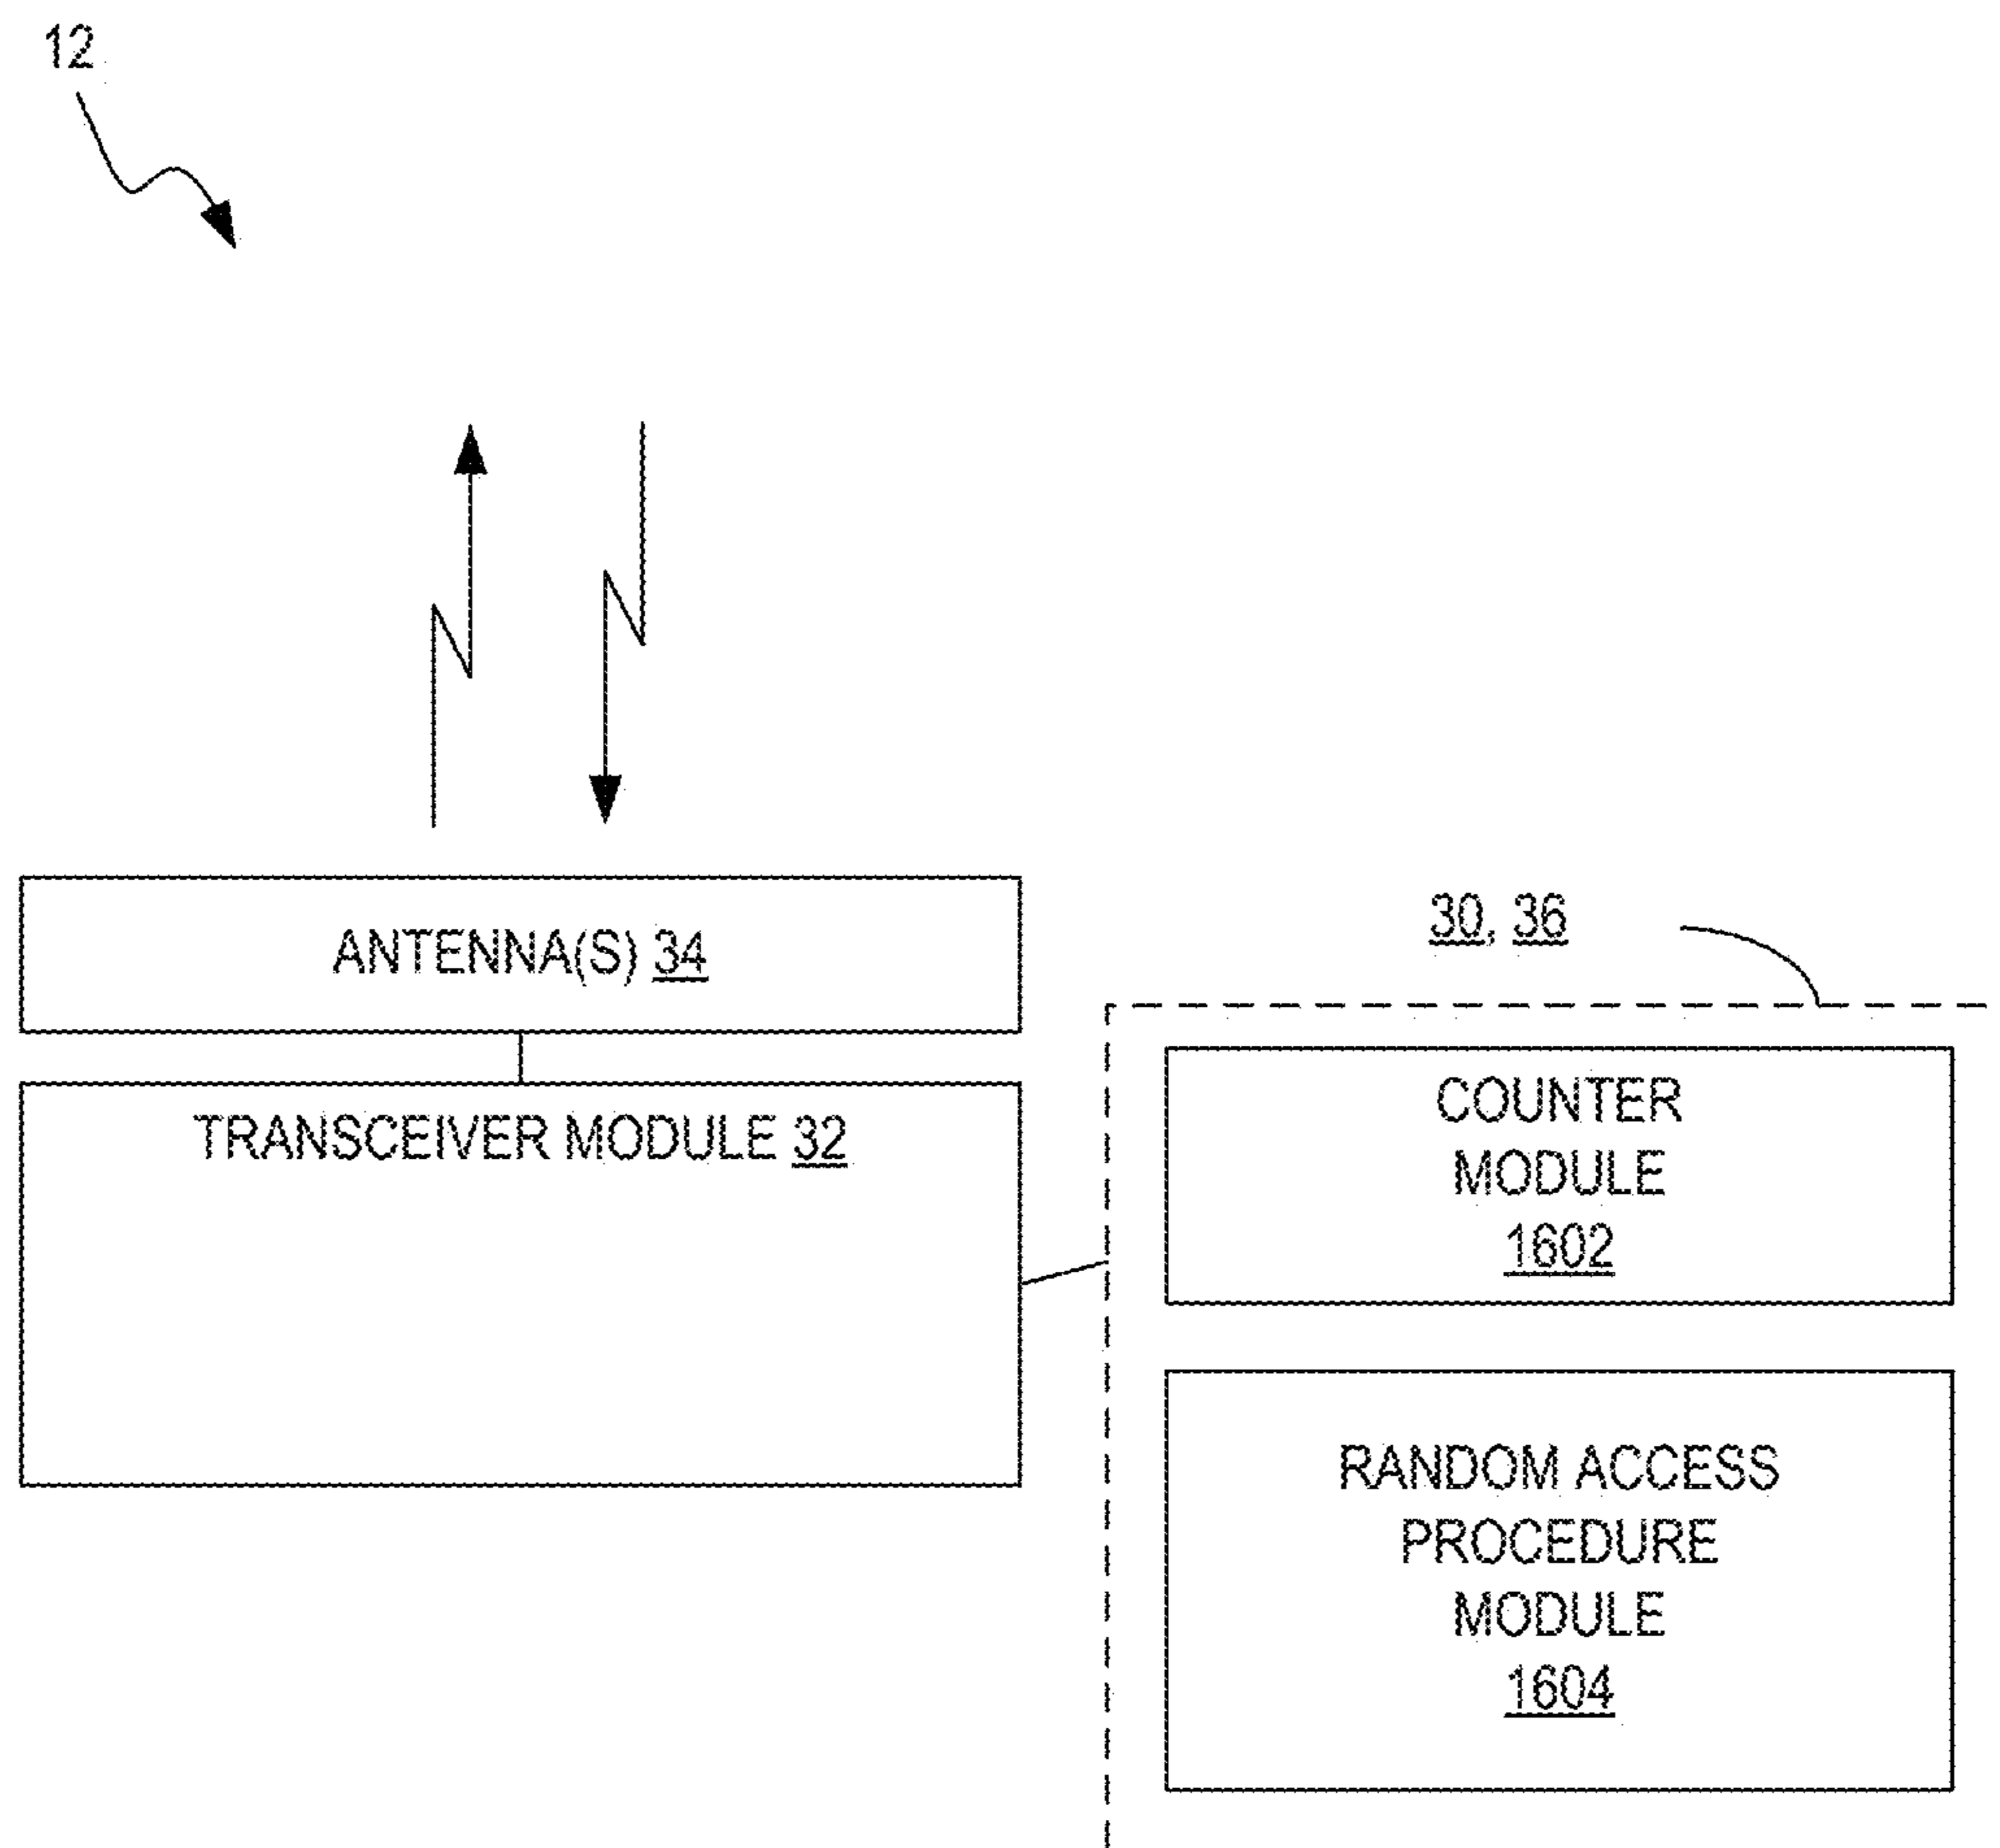 12
ANTENNA(S) 34
30, 36
TRANSCEIVER MODULE 32
COUNTER
MODULE
1602
RANDOM ACCESS
PROCEDURE
MODULE
1604